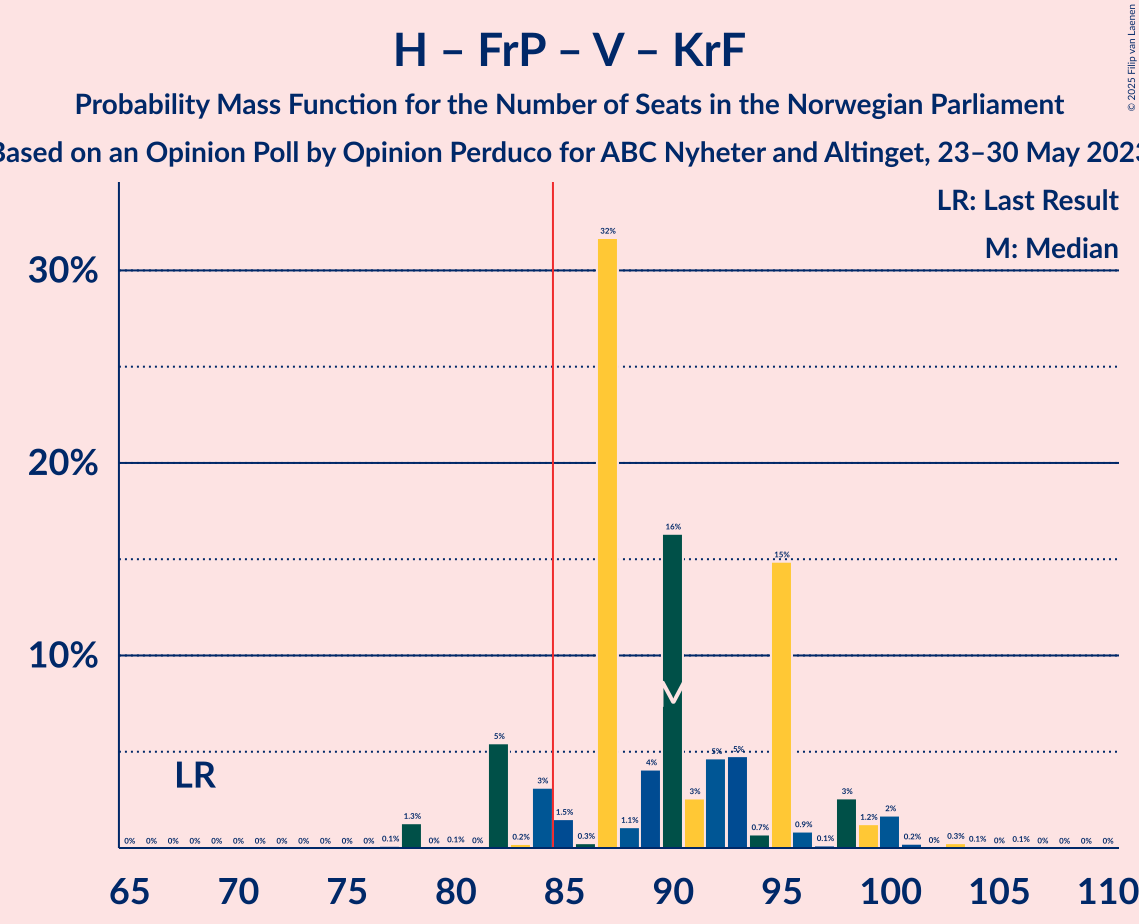 H – FrP – V – KrF
Probability Mass Function for the Number of Seats in the Norwegian Parliament
Based on an Opinion Poll by Opinion Perduco for ABC Nyheter and Altinget, 23–30 May 2023
© 2025 Filip van Laenen
LR: Last Result
M: Median
32%
30%
20%
16%
15%
10%
M
5% 5% 5%
LR
4%
3% 3% 3%
1.3% 1.5% 1.1% 2%
0% 0% 0% 0% 0% 0% 0% 0% 0% 0% 0% 0% 0.1% 0% 0.1% 0% 0.2% 0.3% 0.7% 0.9% 0.1% 1.2% 0.2% 0% 0.3% 0.1% 0% 0.1% 0% 0% 0% 0%
65 70 75 80 85 90 95 100 105 110